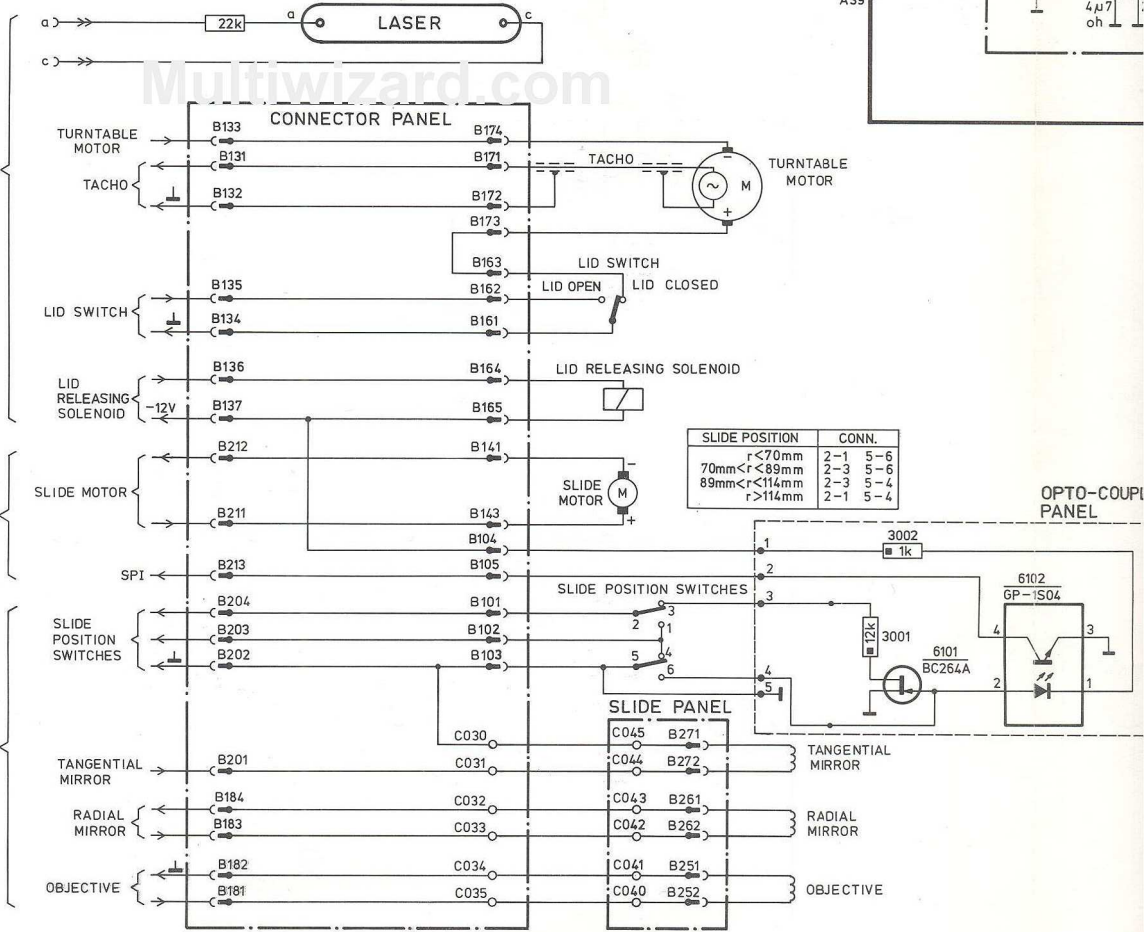 A59
4µ7
oh
a
22k
a
LASER
c
c
Multiwizard.com
CONNECTOR PANEL
TURNTABLE
MOTOR
B133
B174
TACHO
B131
B171
TACHO
TURNTABLE
MOTOR
M
B132
B172
B173
B163
LID SWITCH
LID SWITCH
B135
B162
LID OPEN
LID CLOSED
B134
B161
LID
RELEASING
SOLENOID
B136
B164
LID RELEASING SOLENOID
-12V
B137
B165
SLIDE POSITION CONN.
r<70mm 2-1 5-6
70mm<r<89mm 2-3 5-6
89mm<r<114mm 2-3 5-4
r>114mm 2-1 5-4
SLIDE MOTOR
B212
B141
SLIDE
MOTOR
M
B211
B143
B104
OPTO-COUPL
PANEL
1
3002
1k
SPI
B213
B105
2
SLIDE POSITION SWITCHES
SLIDE
POSITION
SWITCHES
B204
B101
3
2
1
3
B203
B102
B202
B103
5
4
6
4
5
12k
3001
6101
BC264A
6102
GP-1S04
4
3
2
1
SLIDE PANEL
C030
C045
B271
TANGENTIAL
MIRROR
TANGENTIAL
MIRROR
B201
C031
C044
B272
RADIAL
MIRROR
B184
C032
C043
B261
RADIAL
MIRROR
B183
C033
C042
B262
OBJECTIVE
B182
C034
C041
B251
OBJECTIVE
B181
C035
C040
B252